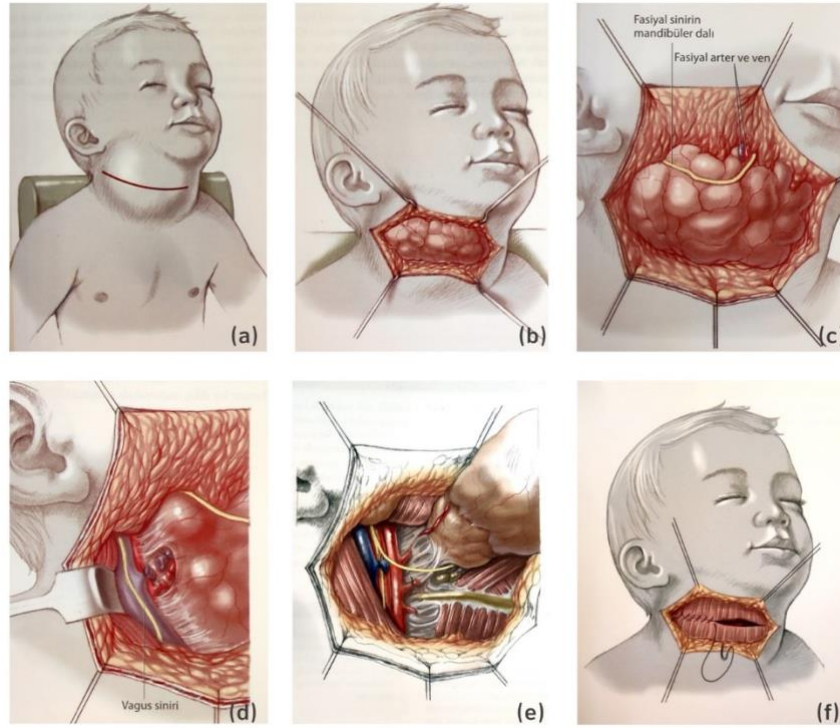 (a)
(b)
Fasiyal sinirin
mandibüler dalı
Fasiyal arter ve ven
(c)
Vagus siniri
(d)
(e)
(f)